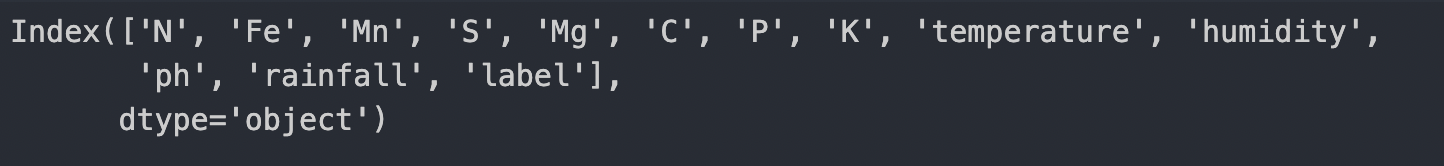 Index(['N', 'Fe', 'Mn', 'S', 'Mg', 'C', 'P', 'K', 'temperature', 'humidity',
       'ph', 'rainfall', 'label'],
      dtype='object')